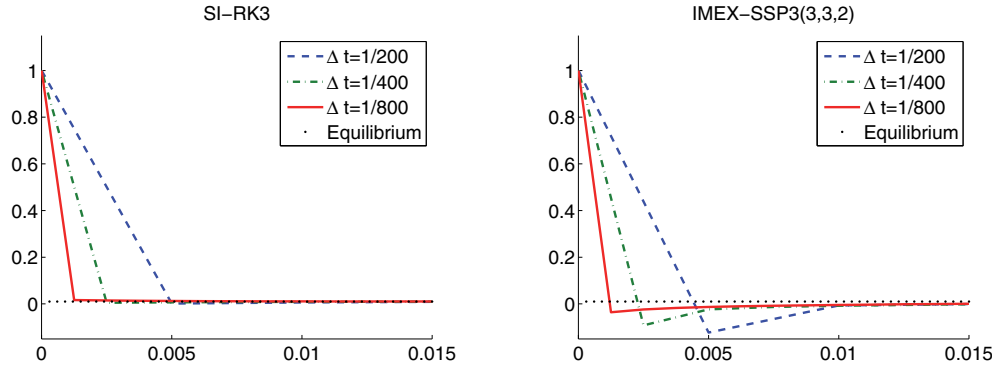 SI−RK3
1
0.8
0.6
0.4
0.2
0
0
0.005
0.01
0.015
Δ t=1/200
Δ t=1/400
Δ t=1/800
Equilibrium
IMEX−SSP3(3,3,2)
1
0.8
0.6
0.4
0.2
0
0
0.005
0.01
0.015
Δ t=1/200
Δ t=1/400
Δ t=1/800
Equilibrium